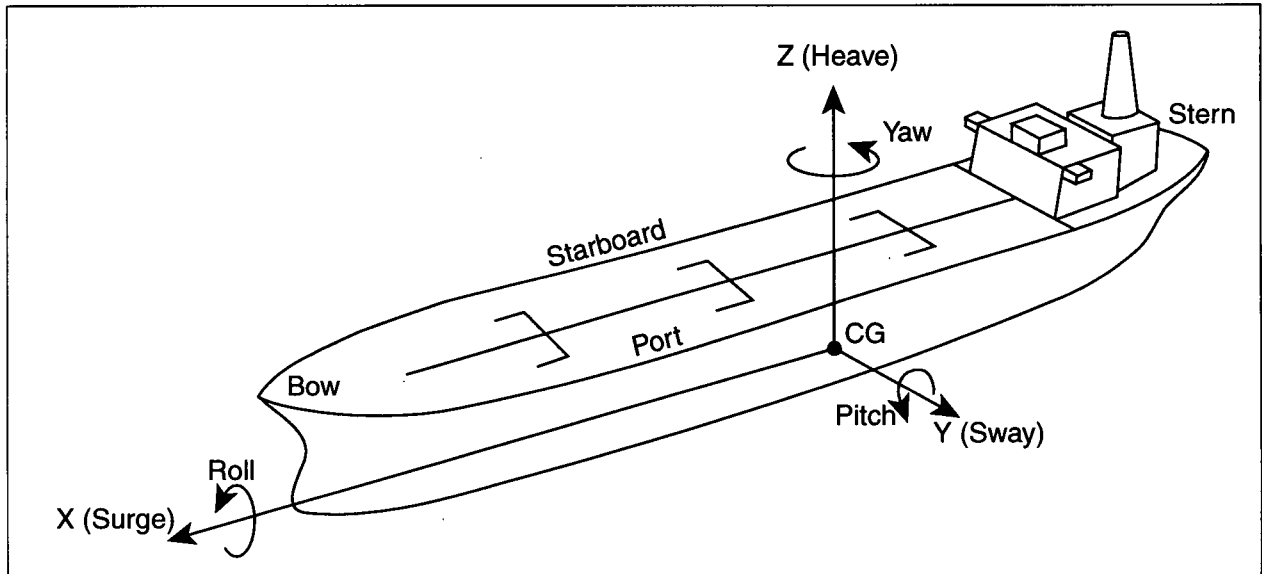 Z (Heave)
Stern
Yaw
Starboard
CG
Port
Bow
Pitch
Y (Sway)
Roll
X (Surge)